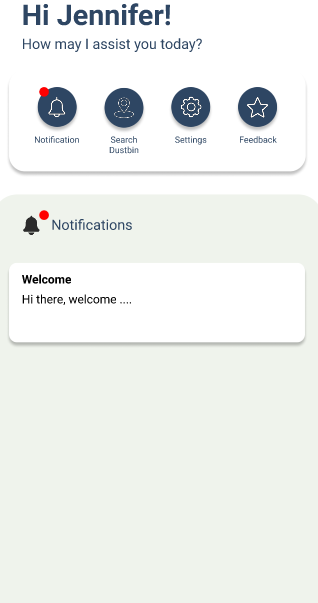 Hi Jennifer!
How may I assist you today?
Notification
Search
Dustbin
Settings
Feedback
Notifications
Welcome
Hi there, welcome ....